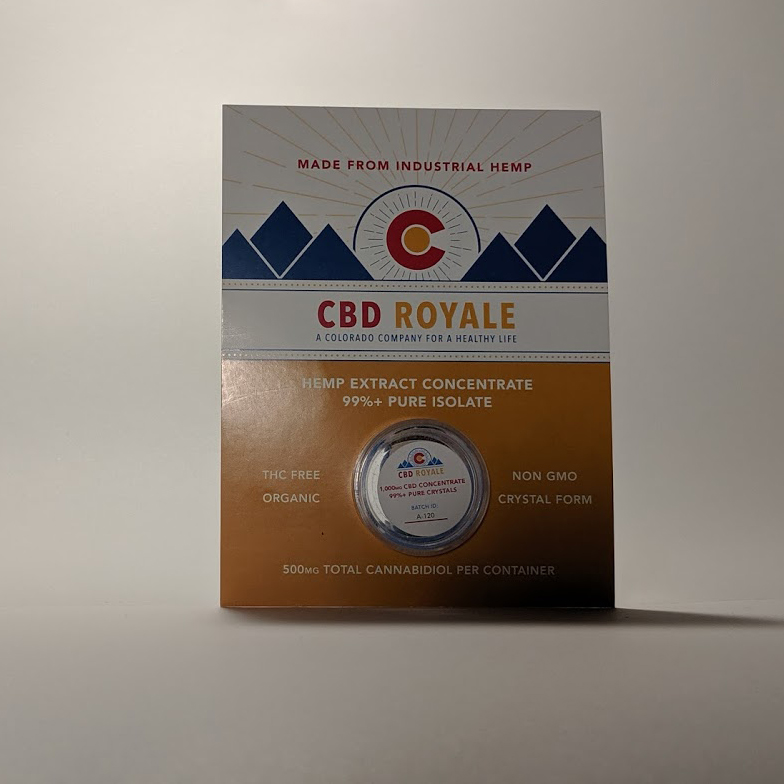 MADE FROM INDUSTRIAL HEMP
CBD ROYALE
A COLORADO COMPANY FOR A HEALTHY LIFE
HEMP EXTRACT CONCENTRATE
99%+ PURE ISOLATE
THC FREE
ORGANIC
CBD ROYALE
1,000MG CBD CONCENTRATE
99%+ PURE CRYSTALS
BATCH ID:
A-120
NON GMO
CRYSTAL FORM
500MG TOTAL CANNABIDIOL PER CONTAINER